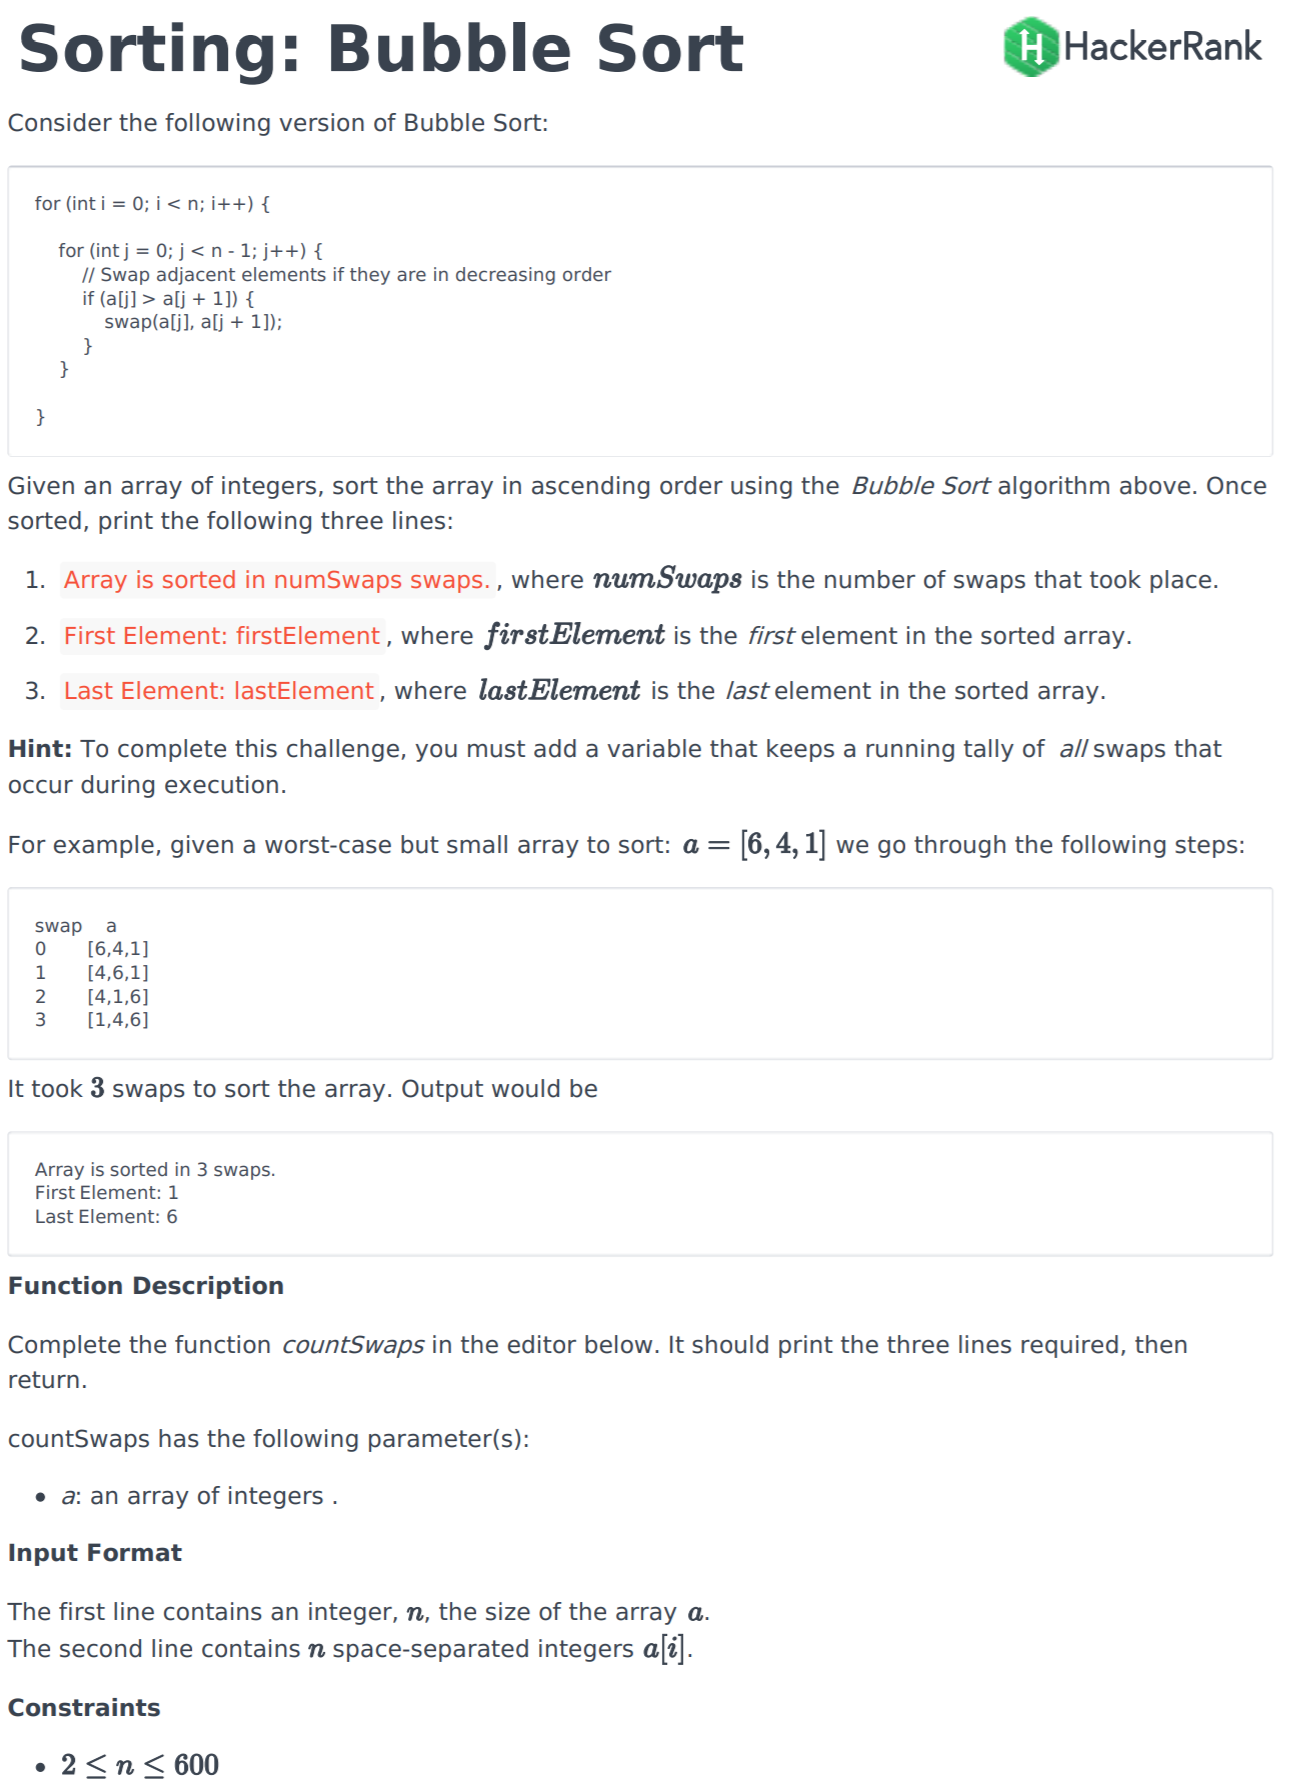 Sorting: Bubble Sort
HackerRank
Consider the following version of Bubble Sort:
for (int i = 0; i < n; i++) {
for (int j = 0; j < n - 1; j++) {
// Swap adjacent elements if they are in decreasing order
if (a[j] > a[j + 1]) {
swap(a[j], a[j + 1]);
}
}
}
Given an array of integers, sort the array in ascending order using the Bubble Sort algorithm above. Once
sorted, print the following three lines:
1. Array is sorted in numSwaps swaps. , where numSwaps is the number of swaps that took place.
2. First Element: firstElement , where firstElement is the first element in the sorted array.
3. Last Element: lastElement , where lastElement is the last element in the sorted array.
Hint: To complete this challenge, you must add a variable that keeps a running tally of all swaps that
occur during execution.
For example, given a worst-case but small array to sort: a = [6, 4, 1] we go through the following steps:
swap a
0 [6,4,1]
1 [4,6,1]
2 [4,1,6]
3 [1,4,6]
It took 3 swaps to sort the array. Output would be
Array is sorted in 3 swaps.
First Element: 1
Last Element: 6
Function Description
Complete the function countSwaps in the editor below. It should print the three lines required, then
return.
countSwaps has the following parameter(s):
• a: an array of integers .
Input Format
The first line contains an integer, n, the size of the array a.
The second line contains n space-separated integers a[i].
Constraints
• 2 ≤ n ≤ 600